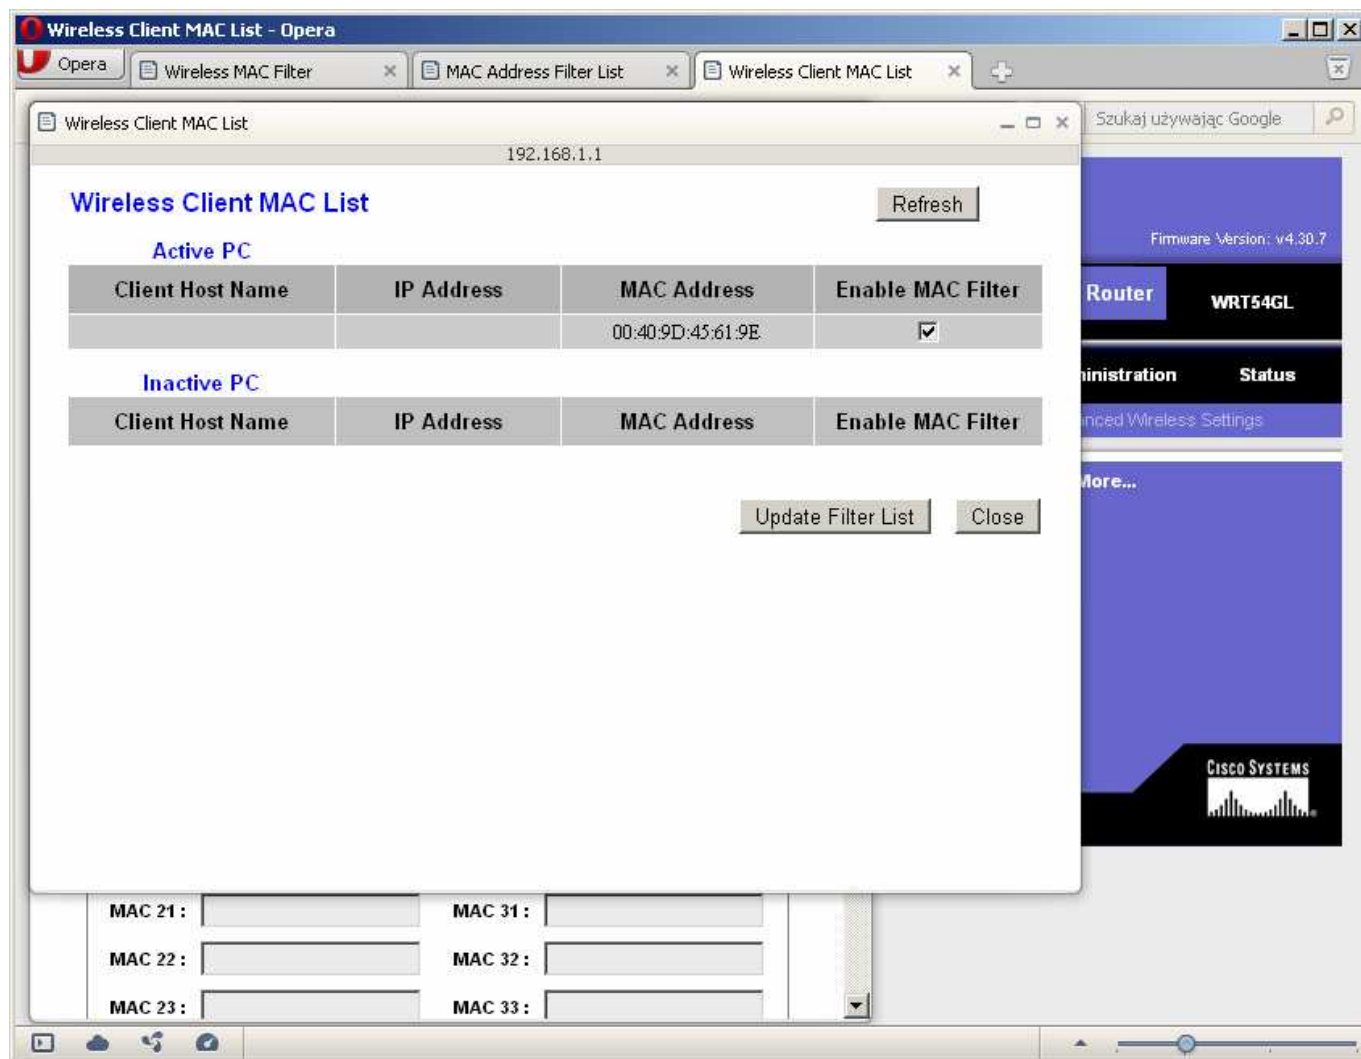 Wireless Client MAC List - Opera
Opera
Wireless MAC Filter
MAC Address Filter List
Wireless Client MAC List
Wireless Client MAC List
Szukaj używając Google
192.168.1.1
Wireless Client MAC List
Refresh
Firmware Version: v4.30.7
Active PC
Client Host Name IP Address MAC Address Enable MAC Filter
Router WRT54GL
00:40:9D:45:61:9E
Inactive PC
ministration Status
Client Host Name IP Address MAC Address Enable MAC Filter
anced Wireless Settings
More...
Update Filter List Close
CISCO SYSTEMS
MAC 21 : MAC 31 :
MAC 22 : MAC 32 :
MAC 23 : MAC 33 :